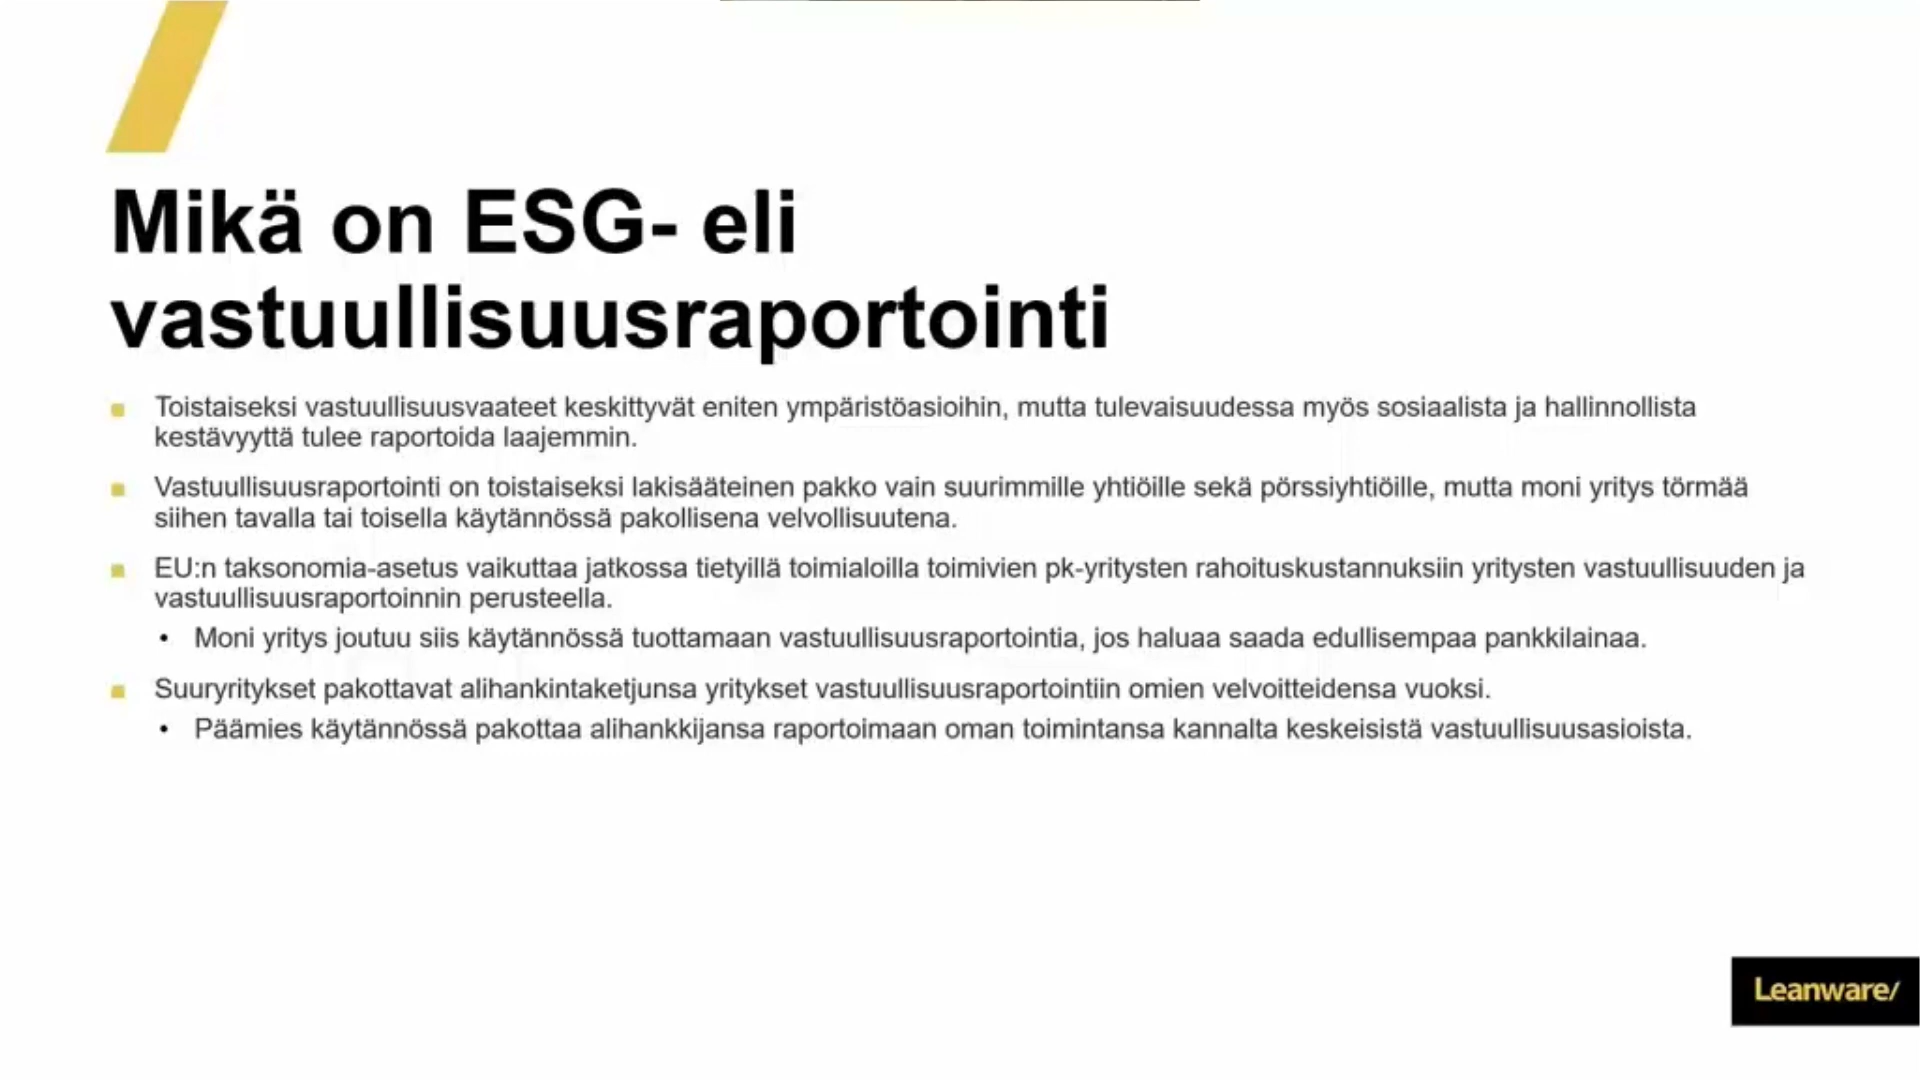 Mikä on ESG- eli
vastuullisuusraportointi
Toistaiseksi vastuullisuusvaateet keskittyvät eniten ympäristöasioihin, mutta tulevaisuudessa myös sosiaalista ja hallinnollista
kestävyyttä tulee raportoida laajemmin.
Vastuullisuusraportointi on toistaiseksi lakisääteinen pakko vain suurimmille yhtiöille sekä pörssiyhtiöille, mutta moni yritys törmää
siihen tavalla tai toisella käytännössä pakollisena velvollisuutena.
EU:n taksonomia-asetus vaikuttaa jatkossa tietyillä toimialoilla toimivien pk-yritysten rahoituskustannuksiin yritysten vastuullisuuden ja
vastuullisuusraportoinnin perusteella.
• Moni yritys joutuu siis käytännössä tuottamaan vastuullisuusraportointia, jos haluaa saada edullisempaa pankkilainaa.
Suuryritykset pakottavat alihankintaketjunsa yritykset vastuullisuusraportointiin omien velvoitteidensa vuoksi.
• Päämies käytännössä pakottaa alihankkijansa raportoimaan oman toimintansa kannalta keskeisistä vastuullisuusasioista.
Leanware/